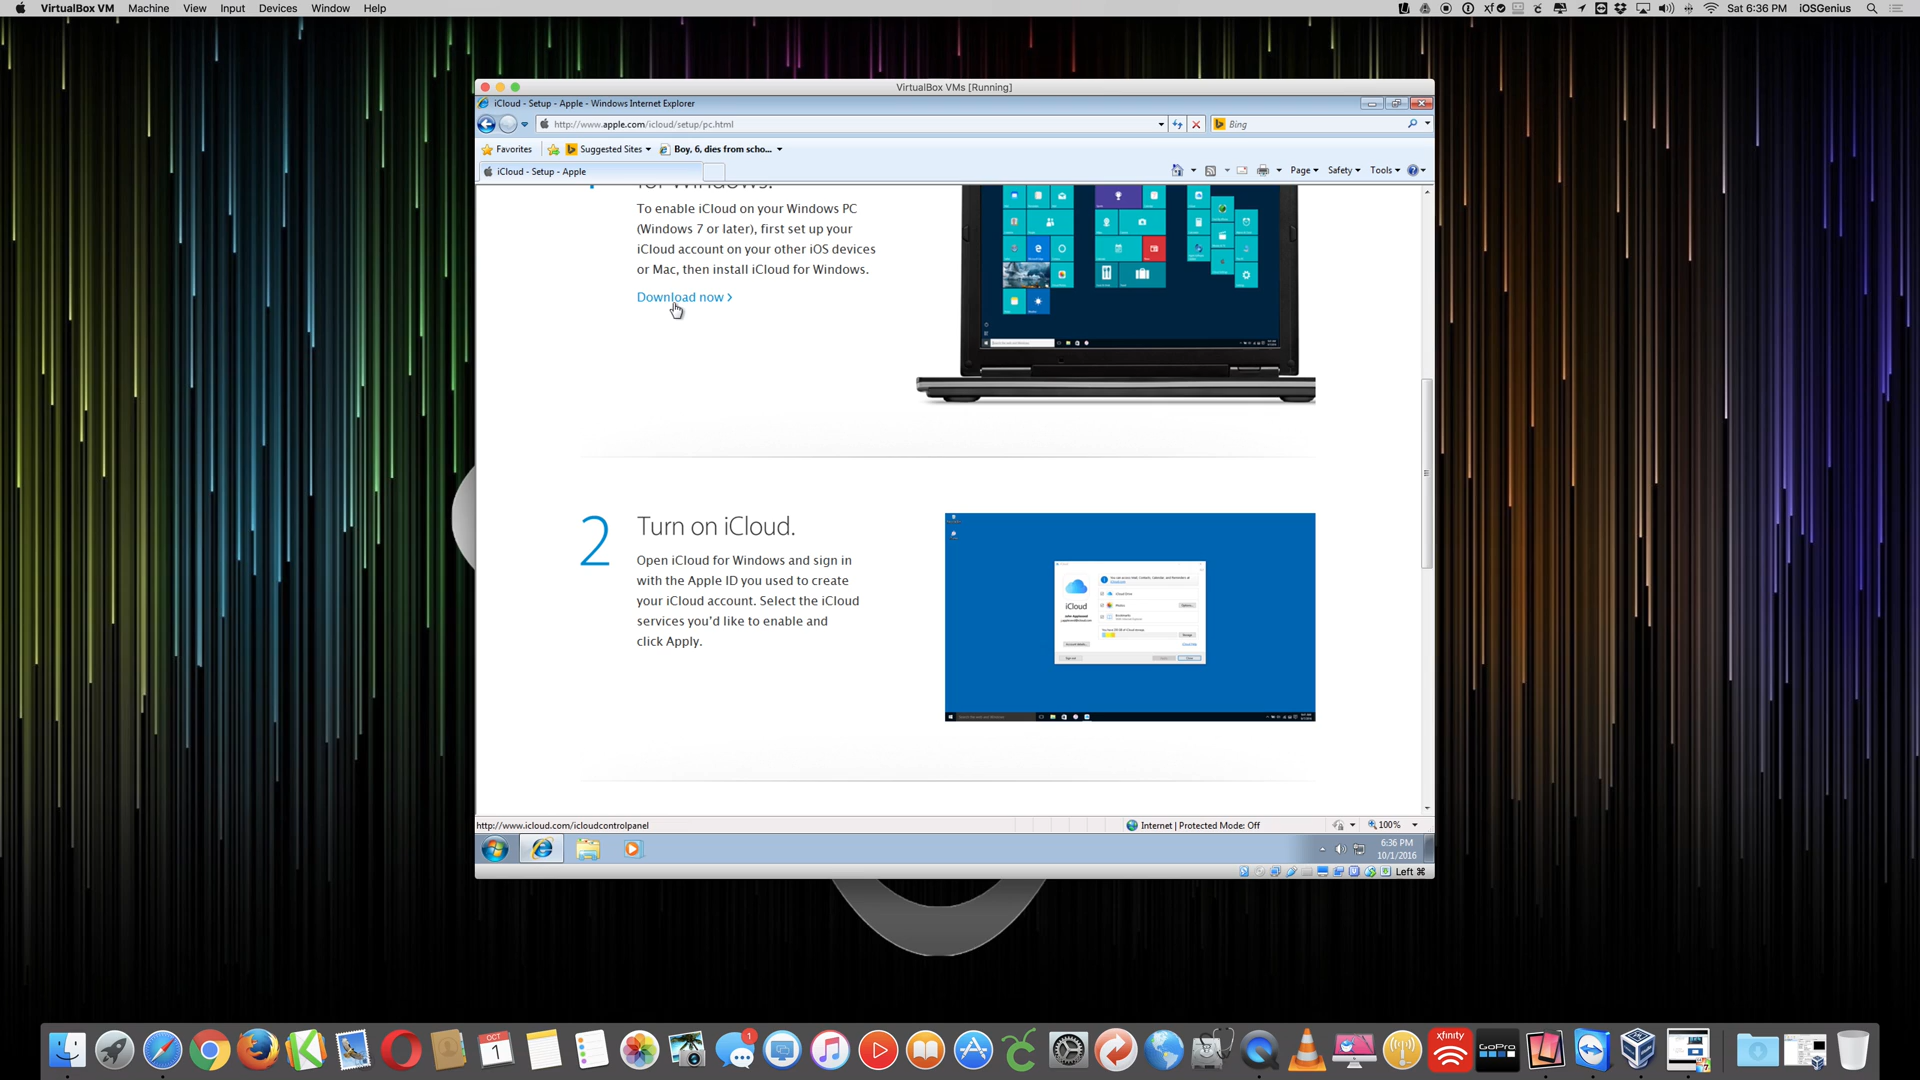 VirtualBox VM Machine View Input Devices Window Help
Sat 6:36 PM iOSGenius
VirtualBox VMs [Running]
iCloud - Setup - Apple - Windows Internet Explorer
http://www.apple.com/icloud/setup/pc.html
Bing
Favorites Suggested Sites Boy, 6, dies from scho...
iCloud - Setup - Apple
Page Safety Tools
for Windows.
To enable iCloud on your Windows PC
(Windows 7 or later), first set up your
iCloud account on your other iOS devices
or Mac, then install iCloud for Windows.
Download now >
2
Turn on iCloud.
Open iCloud for Windows and sign in
with the Apple ID you used to create
your iCloud account. Select the iCloud
services you’d like to enable and
click Apply.
iCloud
http://www.icloud.com/icloudcontrolpanel
Internet | Protected Mode: Off
100%
6:36 PM
10/1/2016
Left ⌘
OCT
1
1
xfinity
GoPro